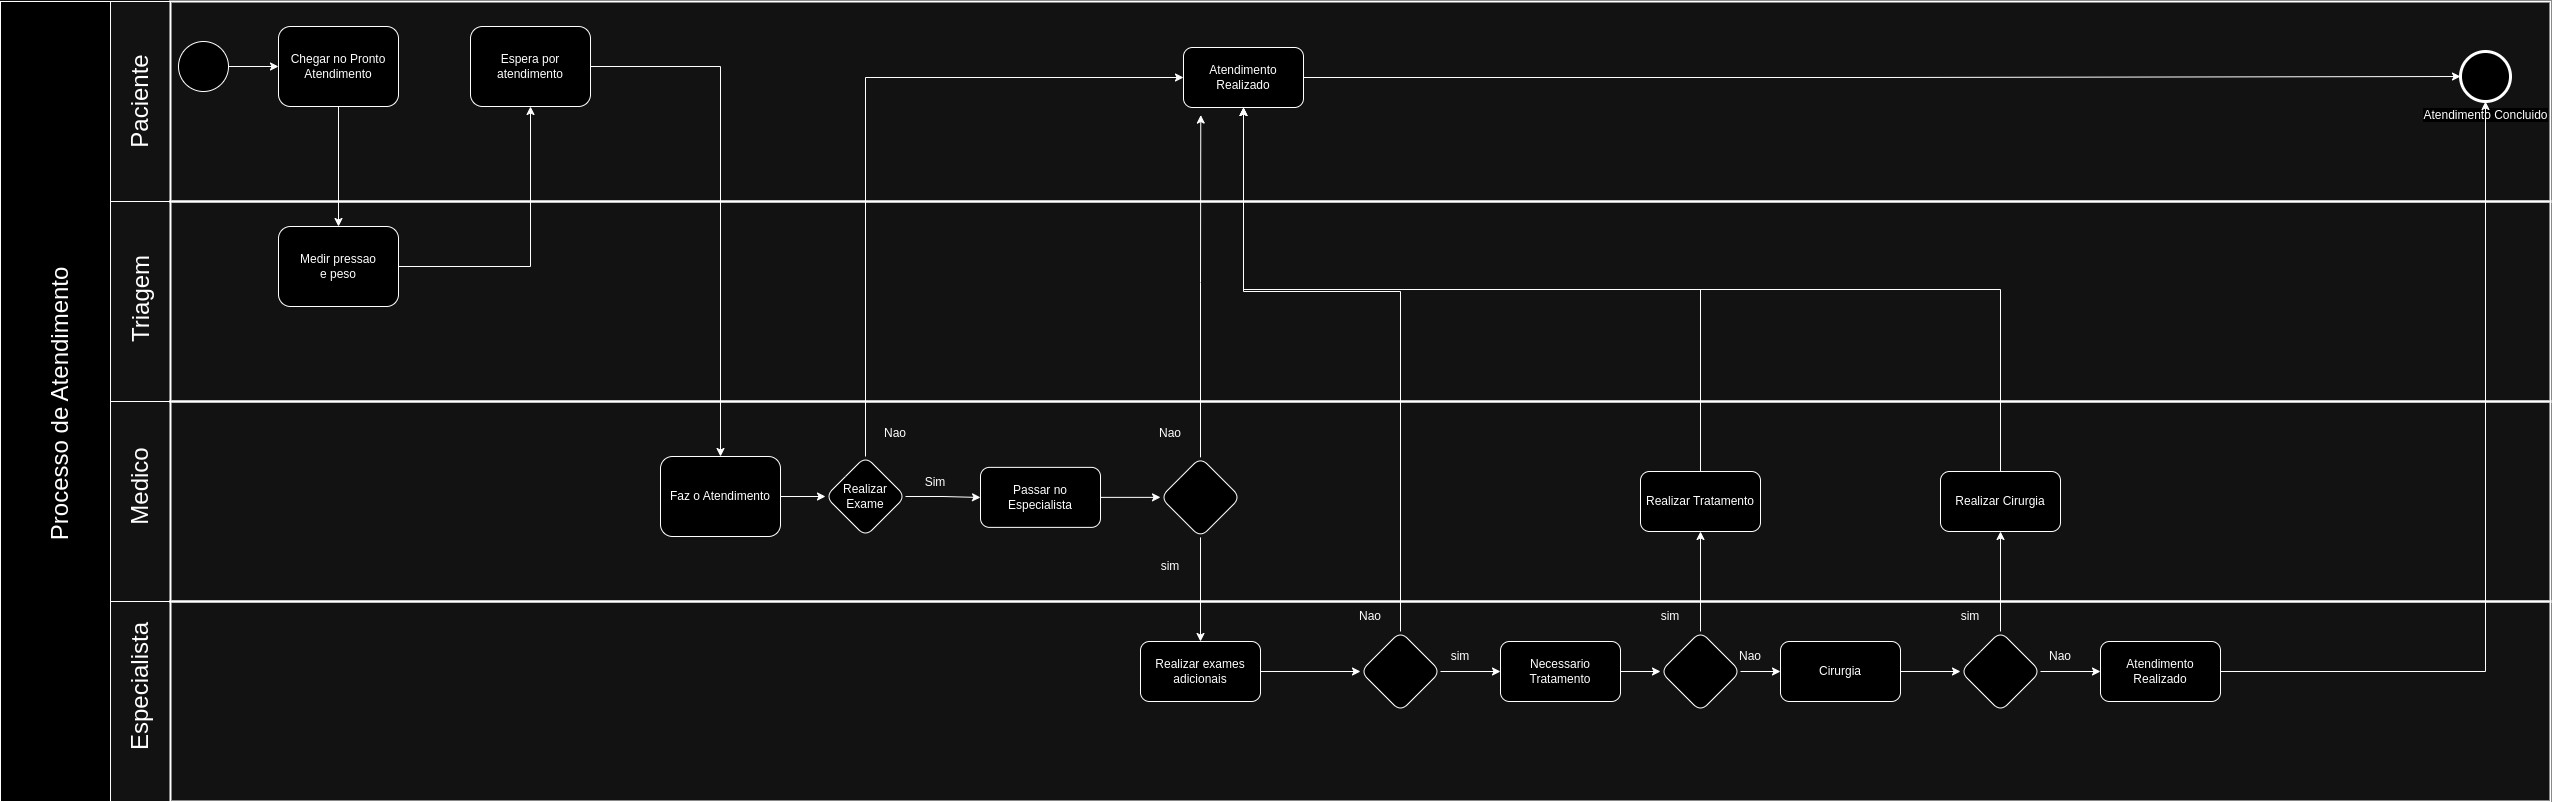 Processo de Atendimento
Paciente
Chegar no Pronto
Atendimento
Espera por
atendimento
Atendimento
Realizado
Atendimento Concluido
Triagem
Medir pressao
e peso
Medico
Faz o Atendimento
Realizar
Exame
Nao
Sim
Passar no
Especialista
Nao
sim
Realizar Tratamento
Realizar Cirurgia
Especialista
Realizar exames
adicionais
Nao
sim
Necessario
Tratamento
sim
Nao
Cirurgia
sim
Nao
Atendimento
Realizado